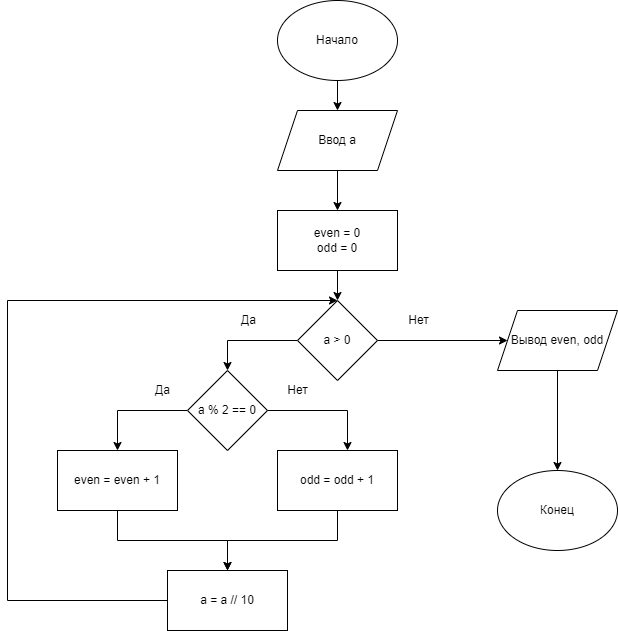 Начало
Ввод a
even = 0
odd = 0
Да
Нет
a > 0
Вывод even, odd
Да
Нет
a % 2 == 0
even = even + 1
odd = odd + 1
Конец
a = a // 10